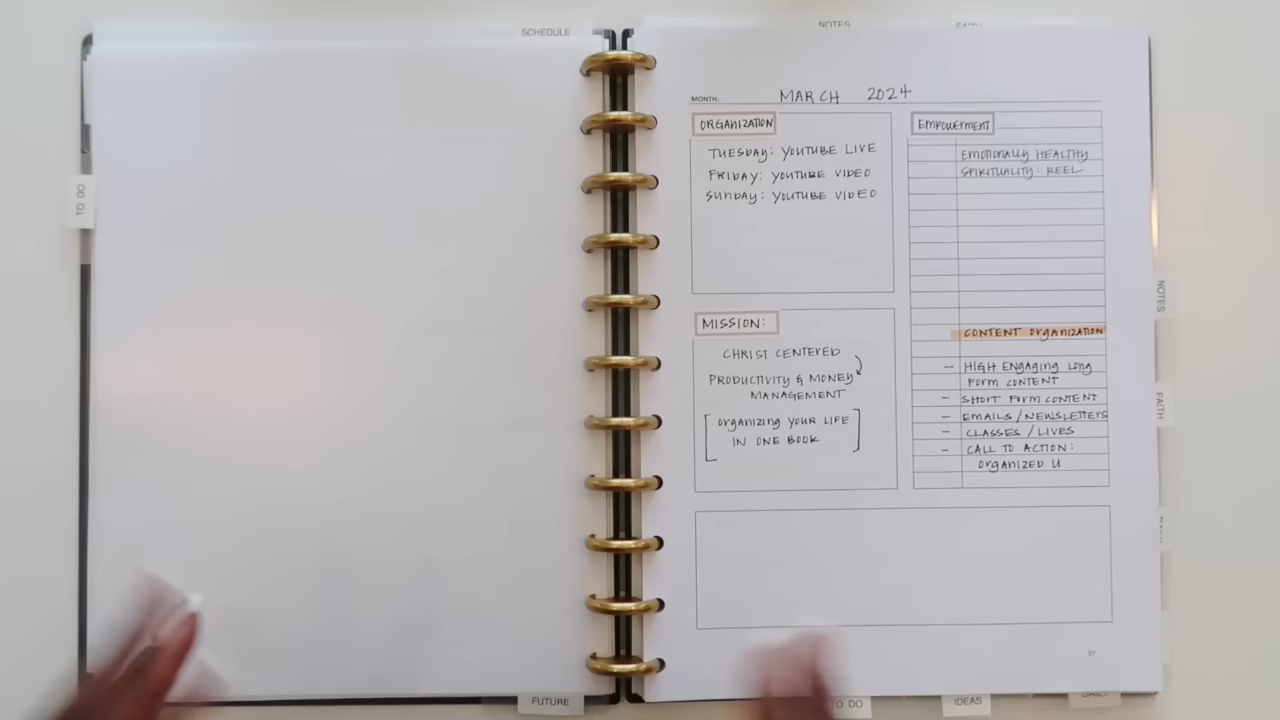 SCHEDULE
NOTES
TO DO
MONTH: MARCH 2024
ORGANIZATION
TUESDAY: YOUTUBE LIVE
FRIDAY: YOUTUBE VIDEO
SUNDAY: YOUTUBE VIDEO
MISSION:
CHRIST CENTERED
PRODUCTIVITY & MONEY
MANAGEMENT
[ORGANIZING YOUR LIFE
IN ONE BOOK]
EMPOWERMENT
EMOTIONALLY HEALTHY
SPIRITUALITY: REEL
CONTENT ORGANIZATION
- HIGH ENGAGING LONG
FORM CONTENT
- SHORT FORM CONTENT
- EMAILS/NEWSLETTERS
- CLASSES/LIVES
- CALL TO ACTION:
ORGANIZED U
37
NOTES
FAITH
FUTURE
TO DO
IDEAS
DAILY